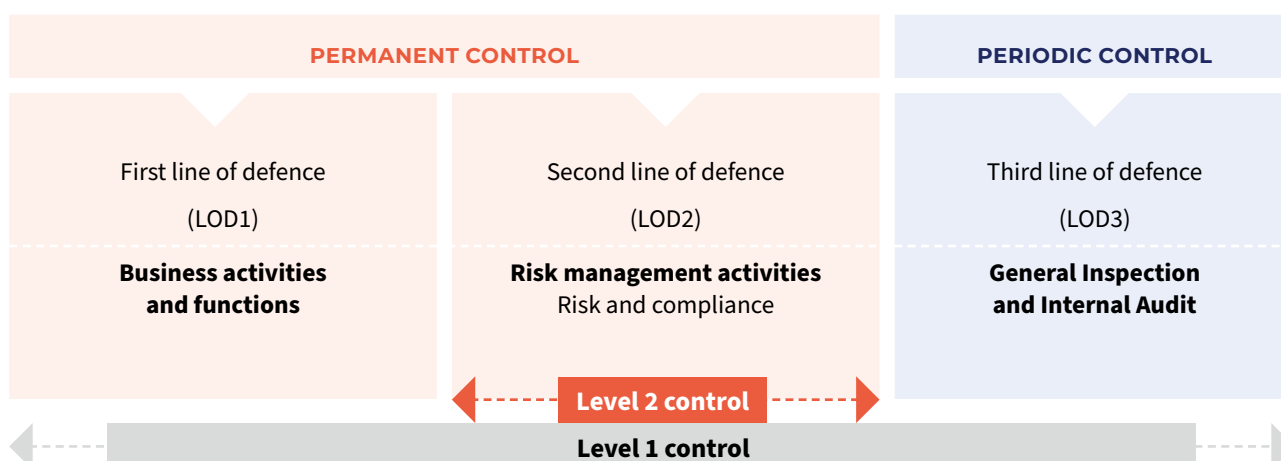 PERMANENT CONTROL
PERIODIC CONTROL
First line of defence
(LOD1)
Business activities
and functions
Second line of defence
(LOD2)
Risk management activities
Risk and compliance
Third line of defence
(LOD3)
General Inspection
and Internal Audit
Level 2 control
Level 1 control